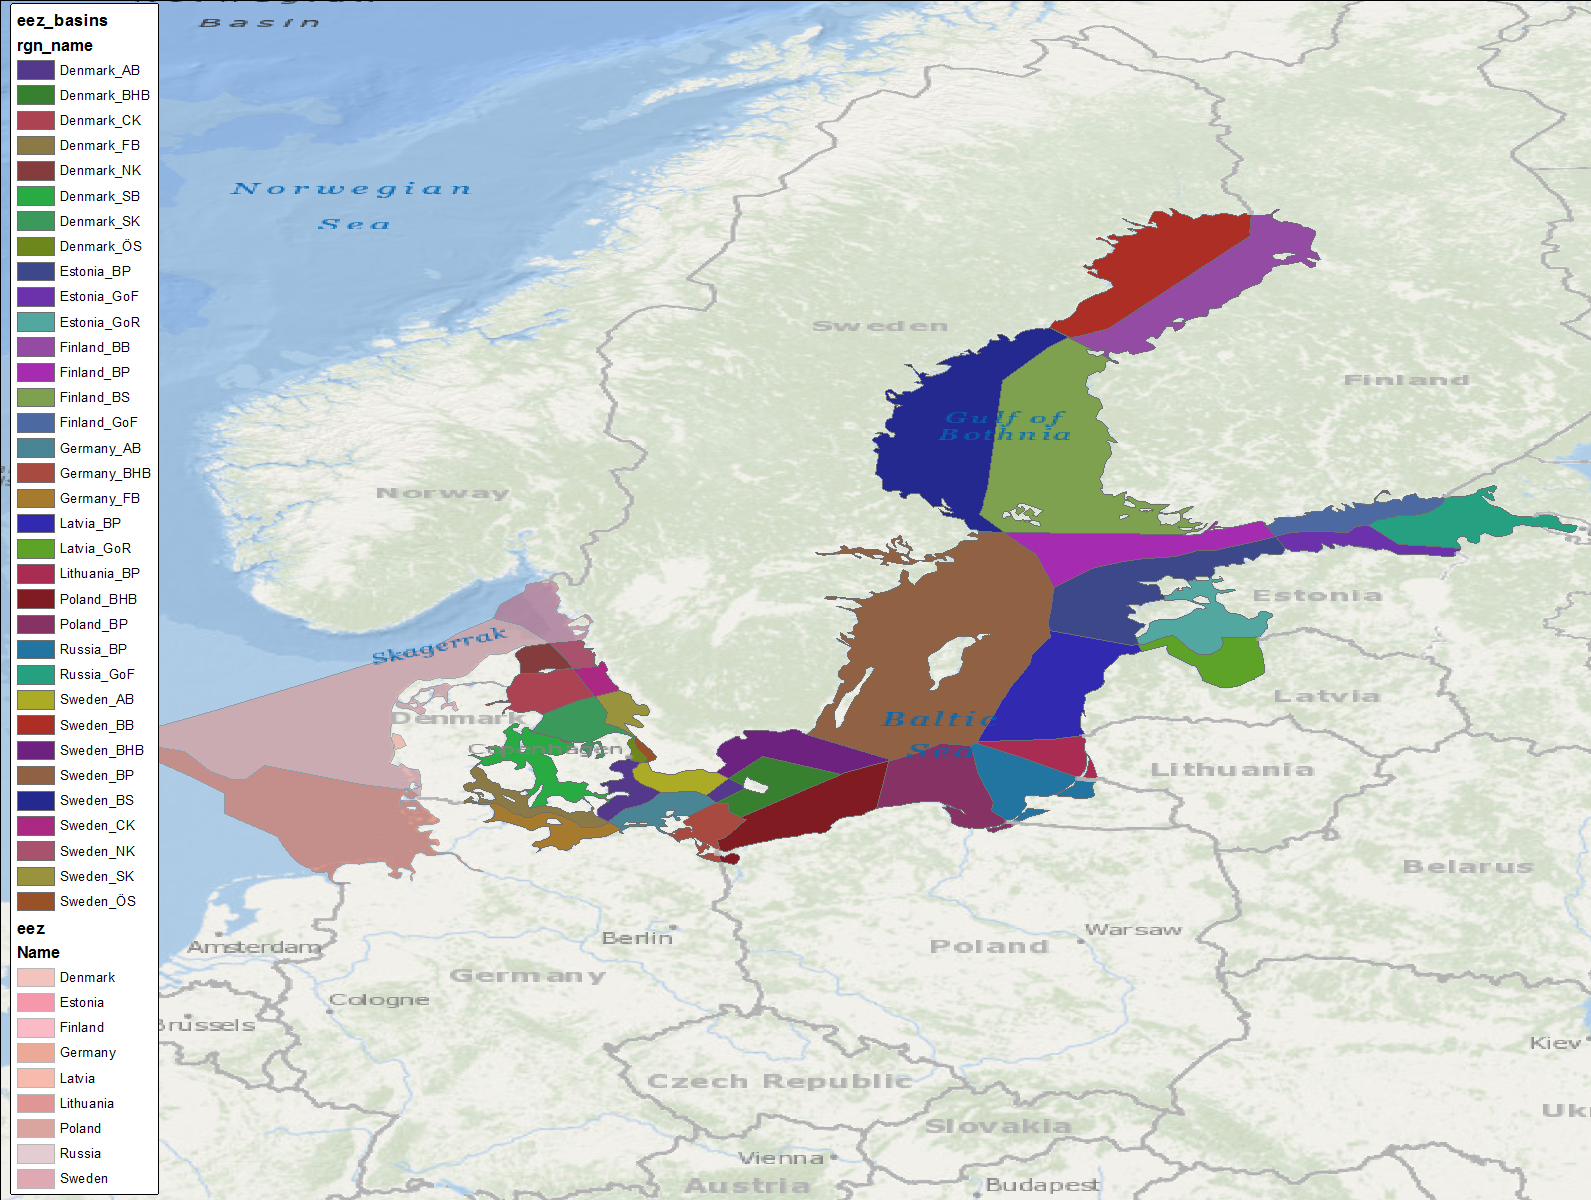 eez_basins
rgn_name
Denmark_AB
Denmark_BHB
Denmark_CK
Denmark_FB
Denmark_NK
Denmark_SB
Denmark_SK
Denmark_ÖS
Estonia_BP
Estonia_GoF
Estonia_GoR
Finland_BB
Finland_BP
Finland_BS
Finland_GoF
Germany_AB
Germany_BHB
Germany_FB
Latvia_BP
Latvia_GoR
Lithuania_BP
Poland_BHB
Poland_BP
Russia_BP
Russia_GoF
Sweden_AB
Sweden_BB
Sweden_BHB
Sweden_BP
Sweden_BS
Sweden_CK
Sweden_NK
Sweden_SK
Sweden_ÖS
eez
Name
Denmark
Estonia
Finland
Germany
Latvia
Lithuania
Poland
Russia
Sweden
Basin
Norwegian
Sea
Sweden
Finland
Gulf of
Bothnia
Norway
Estonia
Skagerrak
Latvia
Denmark
Baltic
Sea
Copenhagen
Lithuania
Belarus
Berlin
Warsaw
Amsterdam
Poland
Germany
Cologne
Brussels
Kiev
Czech Republic
Slovakia
Vienna
Austria
Budapest